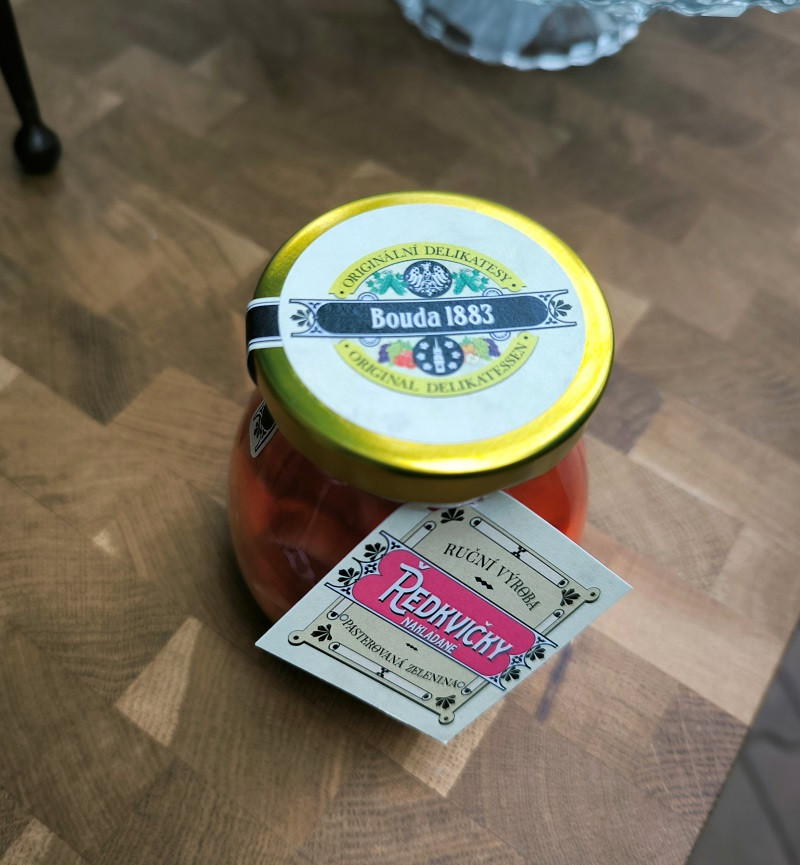 ORIGINÁLNÍ DELIKATESY
Bouda 1883
ORIGINAL DELIKATESSEN
RUČNÍ VÝROBA
ŘEDKVIČKY
NAKLÁDANÉ
PASTEROVANÁ ZELENINA